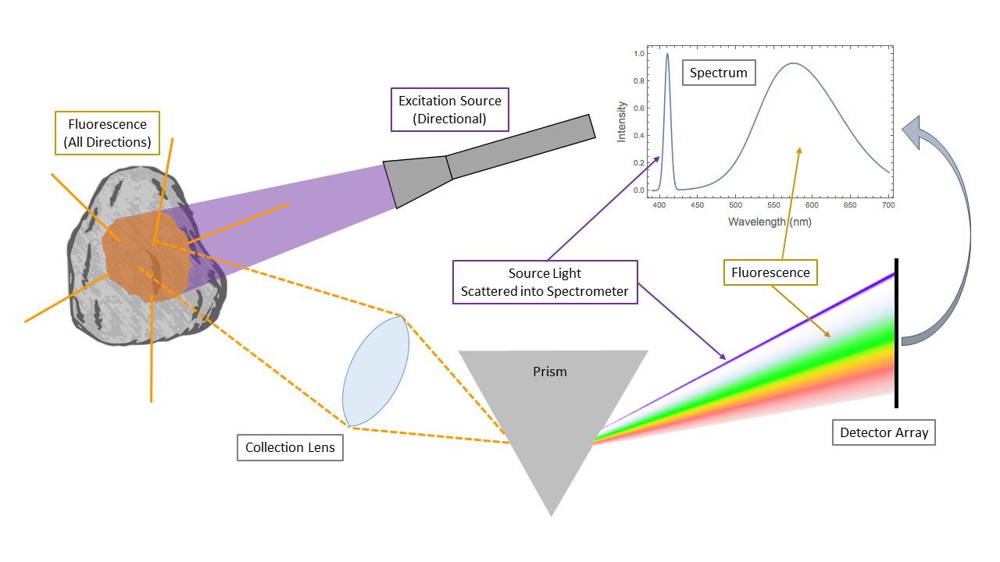 Fluorescence
(All Directions)
Excitation Source
(Directional)
Spectrum
Intensity
1.0
0.8
0.6
0.4
0.2
0.0
400
450
500
550
600
650
700
Wavelength (nm)
Source Light
Scattered into Spectrometer
Fluorescence
Prism
Collection Lens
Detector Array